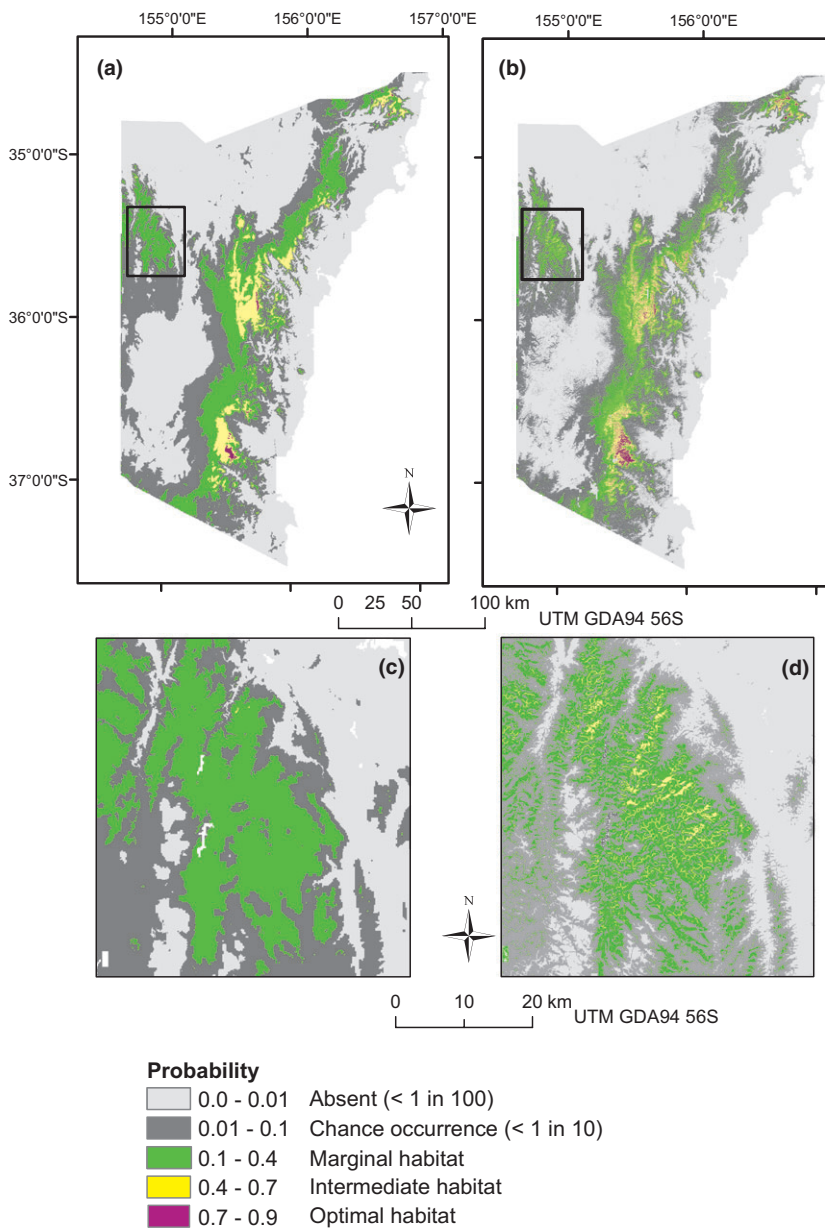 155°0'0"E 156°0'0"E 157°0'0"E 155°0'0"E 156°0'0"E
(a) (b)
35°0'0"S
36°0'0"S
37°0'0"S
N
0 25 50 100 km
UTM GDA94 56S
(c) (d)
N
0 10 20 km
UTM GDA94 56S
Probability
0.0 - 0.01 Absent (< 1 in 100)
0.01 - 0.1 Chance occurrence (< 1 in 10)
0.1 - 0.4 Marginal habitat
0.4 - 0.7 Intermediate habitat
0.7 - 0.9 Optimal habitat